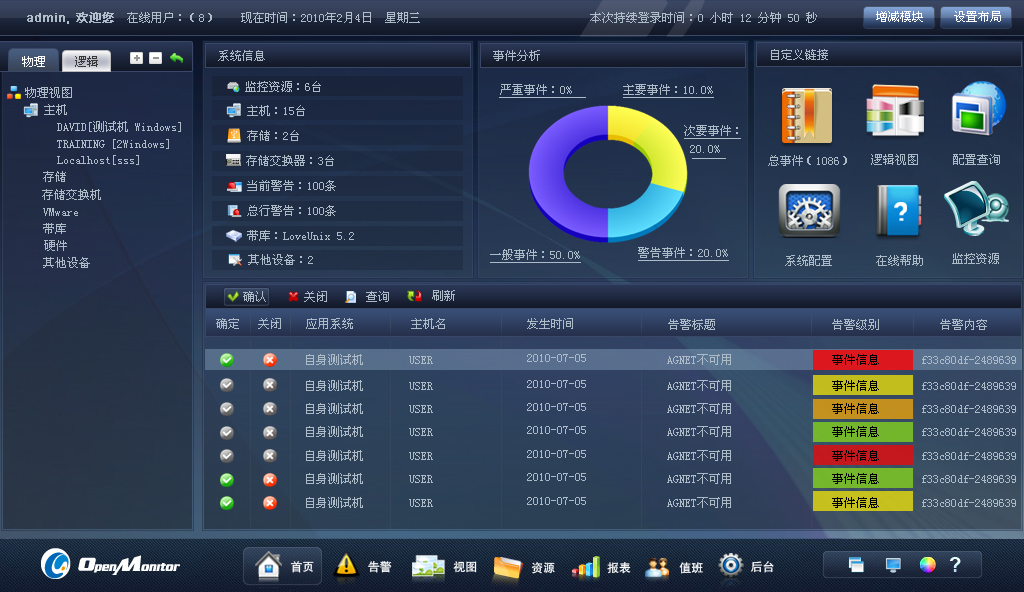 admin, 欢迎您 在线用户：（8） 现在时间：2010年2月4日 星期三 本次持续登录时间：0 小时 12 分钟 50 秒 增减模块 设置布局
物理 逻辑
物理视图
主机
DAVID[测试机 Windows]
TRAINING [2Windows]
Localhost[sss]
存储
存储交换机
VMware
带库
硬件
其他设备
系统信息
监控资源：6台
主机：15台
存储：2台
存储交换器：3台
当前警告：100条
总行警告：100条
带库：LoveUnix 5.2
其他设备：2
事件分析
严重事件：0% 主要事件：10.0%
次要事件：
20.0%
一般事件：50.0% 警告事件：20.0%
自定义链接
总事件（1086） 逻辑视图 配置查询
系统配置 在线帮助 监控资源
?
确认 关闭 查询 刷新
确定 关闭 应用系统 主机名 发生时间 告警标题 告警级别 告警内容
自身测试机 USER 2010-07-05 AGNET不可用 事件信息 f33c80df-2489639
自身测试机 USER 2010-07-05 AGNET不可用 事件信息 f33c80df-2489639
自身测试机 USER 2010-07-05 AGNET不可用 事件信息 f33c80df-2489639
自身测试机 USER 2010-07-05 AGNET不可用 事件信息 f33c80df-2489639
自身测试机 USER 2010-07-05 AGNET不可用 事件信息 f33c80df-2489639
自身测试机 USER 2010-07-05 AGNET不可用 事件信息 f33c80df-2489639
自身测试机 USER 2010-07-05 AGNET不可用 事件信息 f33c80df-2489639
OpenMonitor 首页 告警 视图 资源 报表 值班 后台 ?